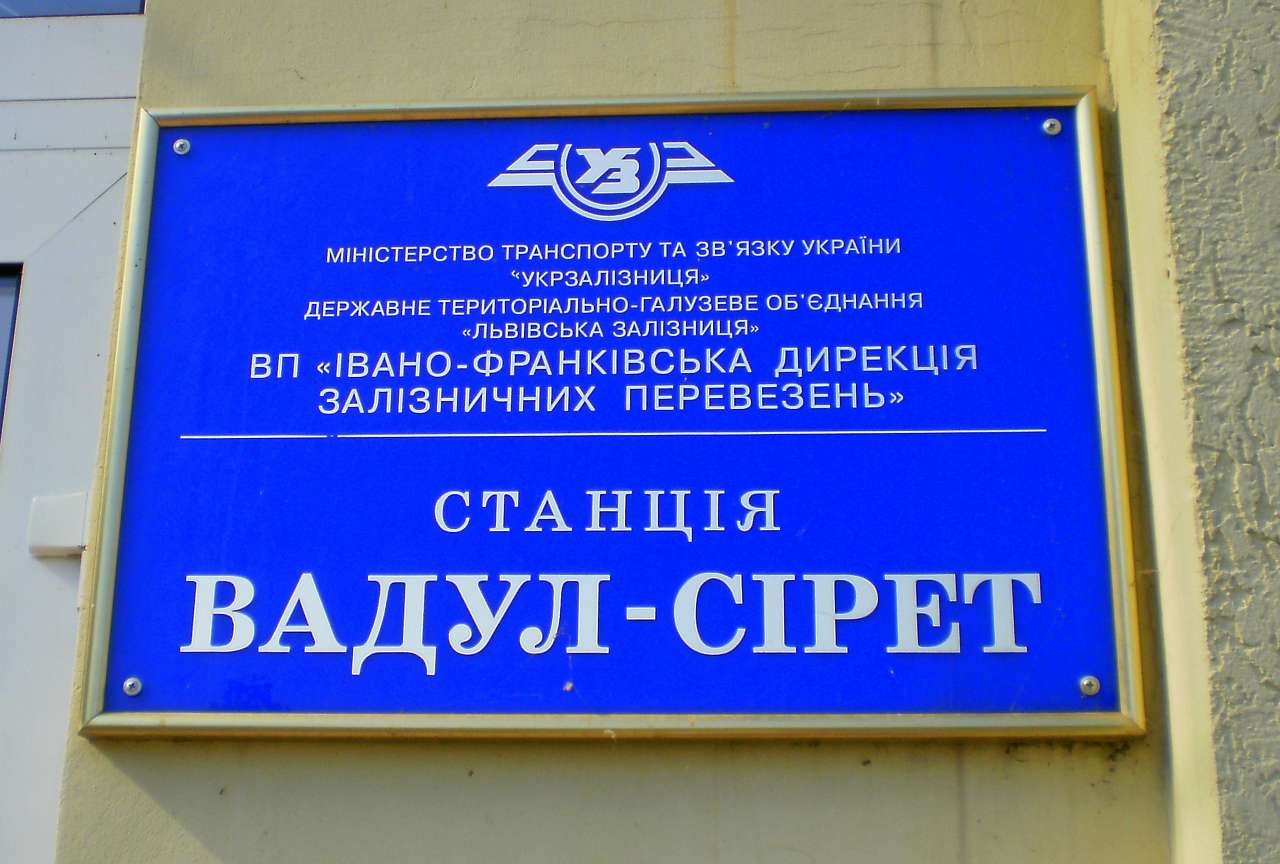 УЗ
МІНІСТЕРСТВО ТРАНСПОРТУ ТА ЗВ'ЯЗКУ УКРАЇНИ
“УКРЗАЛІЗНИЦЯ»
ДЕРЖАВНЕ ТЕРИТОРІАЛЬНО-ГАЛУЗЕВЕ ОБ'ЄДНАННЯ
«ЛЬВІВСЬКА ЗАЛІЗНИЦЯ»
ВП «ІВАНО-ФРАНКІВСЬКА ДИРЕКЦІЯ
ЗАЛІЗНИЧНИХ ПЕРЕВЕЗЕНЬ»
СТАНЦІЯ
ВАДУЛ-СІРЕТ